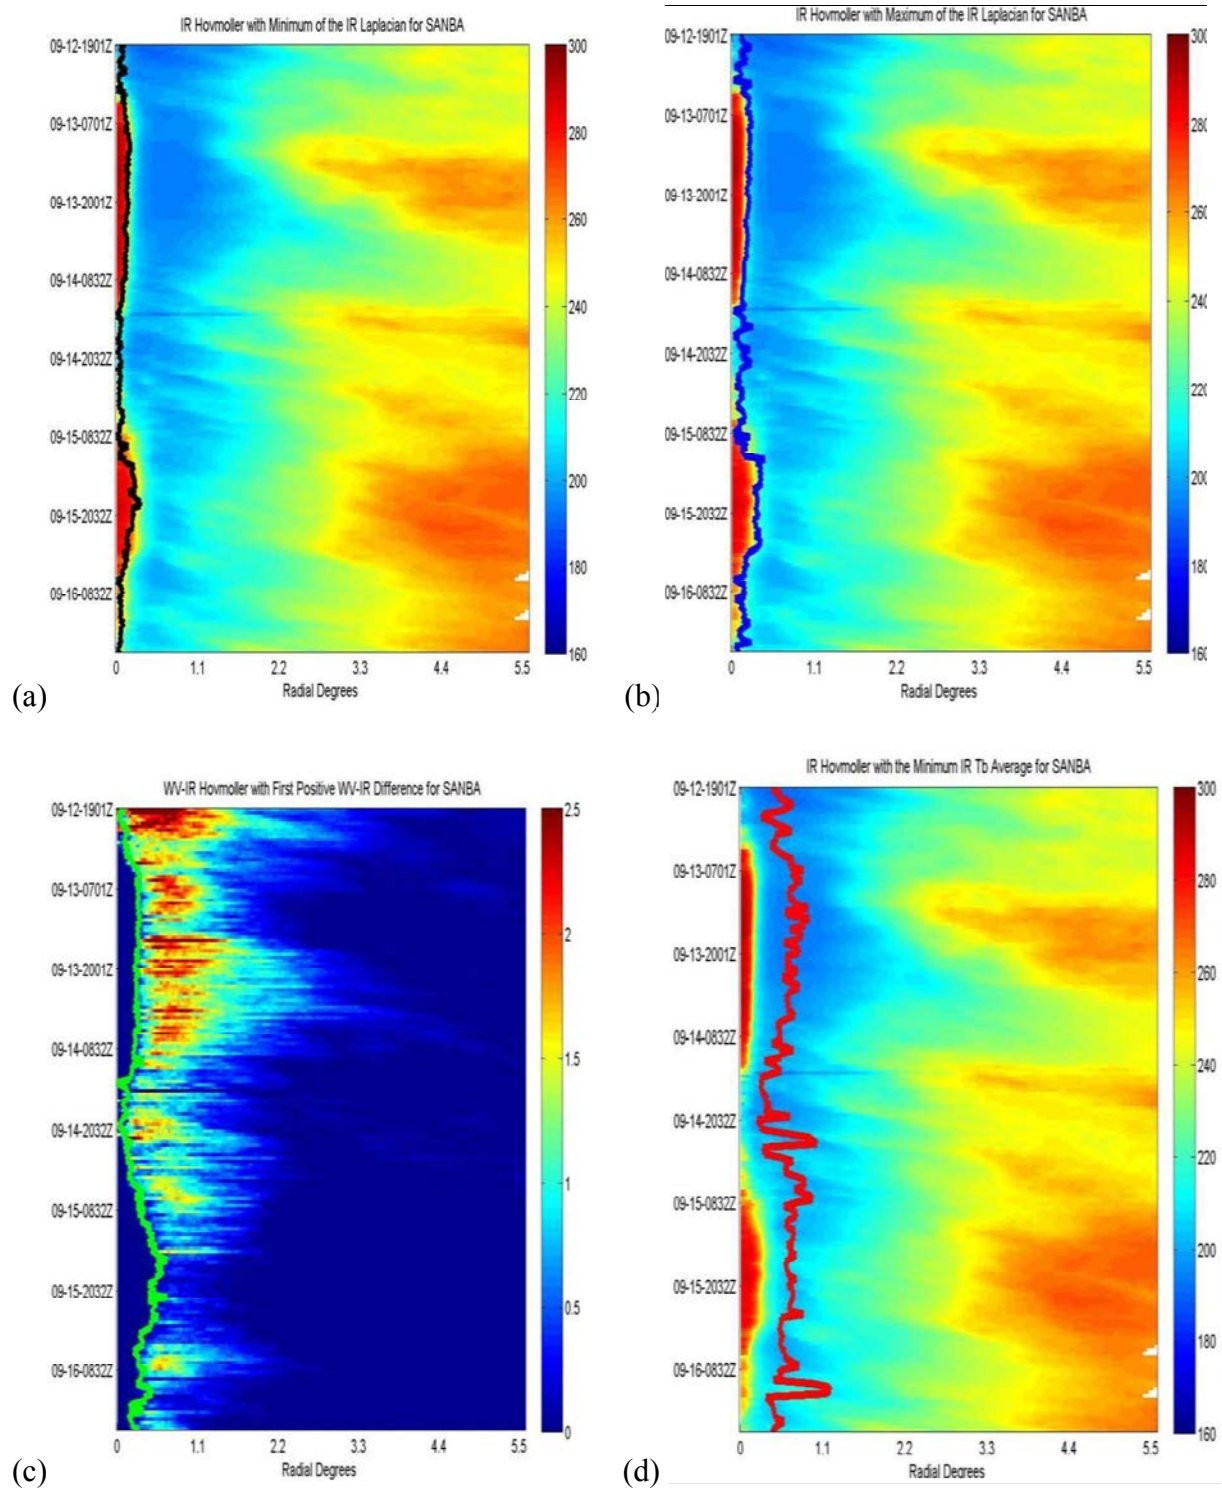 IR Hovmoller with Minimum of the IR Laplacian for SANBA
09-12-1901Z
09-13-0701Z
09-13-2001Z
09-14-0832Z
09-14-2032Z
09-15-0832Z
09-15-2032Z
09-16-0832Z
0 1.1 2.2 3.3 4.4 5.5
Radial Degrees
300
280
260
240
220
200
180
160
(a)
IR Hovmoller with Maximum of the IR Laplacian for SANBA
09-12-1901Z
09-13-0701Z
09-13-2001Z
09-14-0832Z
09-14-2032Z
09-15-0832Z
09-15-2032Z
09-16-0832Z
0 1.1 2.2 3.3 4.4 5.5
Radial Degrees
300
280
260
240
220
200
180
160
(b)
WV-IR Hovmoller with First Positive WV-IR Difference for SANBA
09-12-1901Z
09-13-0701Z
09-13-2001Z
09-14-0832Z
09-14-2032Z
09-15-0832Z
09-15-2032Z
09-16-0832Z
0 1.1 2.2 3.3 4.4 5.5
Radial Degrees
2.5
2
1.5
1
0.5
0
(c)
IR Hovmoller with the Minimum IR Tb Average for SANBA
09-12-1901Z
09-13-0701Z
09-13-2001Z
09-14-0832Z
09-14-2032Z
09-15-0832Z
09-15-2032Z
09-16-0832Z
0 1.1 2.2 3.3 4.4 5.5
Radial Degrees
300
280
260
240
220
200
180
160
(d)